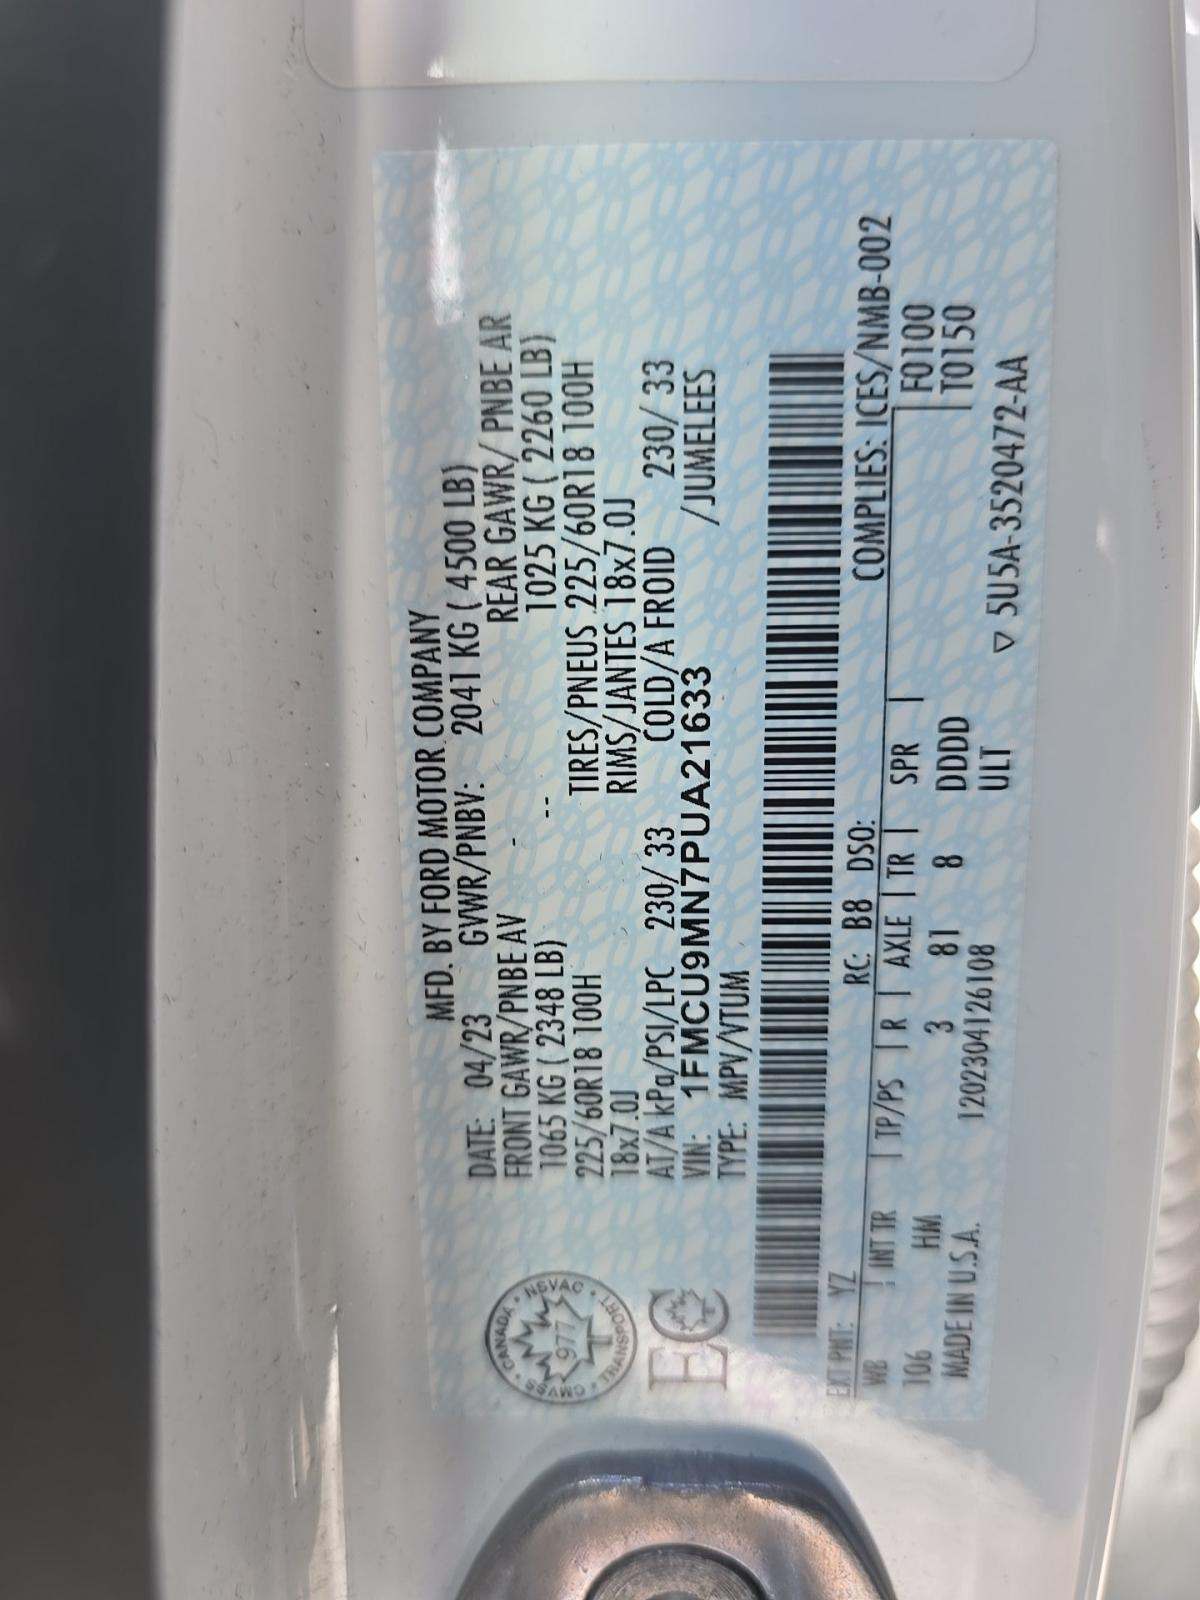 MFD. BY FORD MOTOR COMPANY
DATE: 04/23 GVWR/PNBV: 2041 KG ( 4500 LB)
FRONT GAWR/PNBE AV - REAR GAWR/ PNBE AR
1065 KG ( 2348 LB) -- 1025 KG ( 2260 LB)
225/60R18 100H TIRES/PNEUS 225/60R18 100H
18x7.0J RIMS/JANTES 18x7.0J
AT/A kPa/PSI/LPC 230/ 33 COLD/A FROID 230/ 33
VIN: 1FMCU9MN7PUA21633 /JUMELEES
TYPE: MPV/VTUM
CANADA • NSVAC • TRANSPORT • CMVSS
977
T
EC
EXT PNT: YZ RC: B8 DSO: COMPLIES: ICES/NMB-002
WB | INT TR | TP/PS | R | AXLE | TR | SPR | F0100
106 HM 3 81 8 DDDD T0150
MADE IN U.S.A. 1202304126108 ULT
▽ 5U5A-3520472-AA